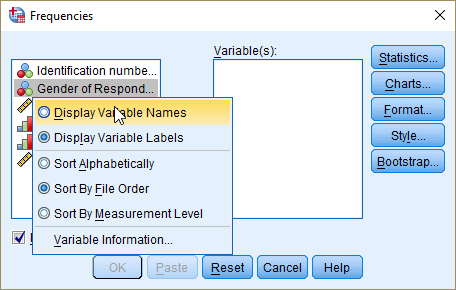 Frequencies
Variable(s):
Identification numbe...
Gender of Respond...
Display Variable Names
Display Variable Labels
Sort Alphabetically
Sort By File Order
Sort By Measurement Level
Variable Information...
Statistics...
Charts...
Format...
Style...
Bootstrap...
OK
Paste
Reset
Cancel
Help